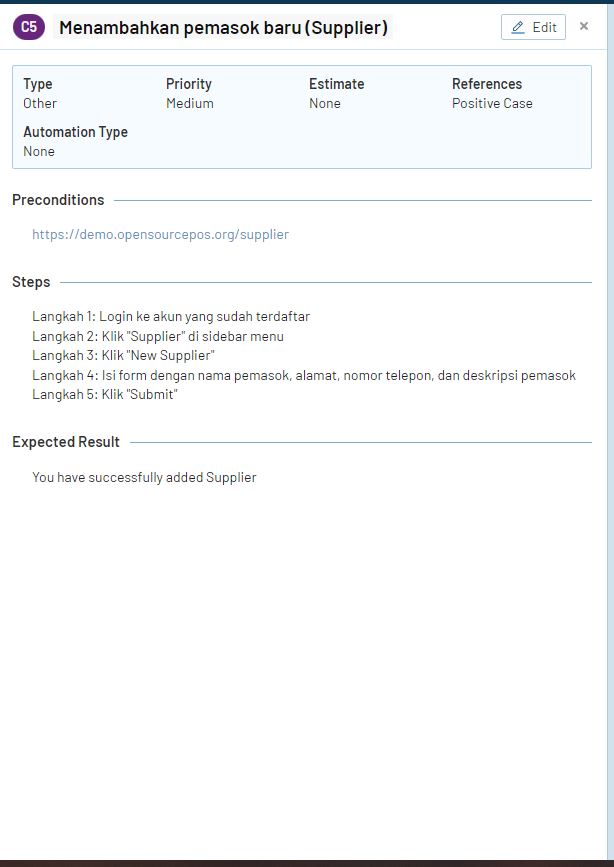 C5 Menambahkan pemasok baru (Supplier) Edit ×
Type Priority Estimate References
Other Medium None Positive Case
Automation Type
None
Preconditions
https://demo.opensourcepos.org/supplier
Steps
Langkah 1: Login ke akun yang sudah terdaftar
Langkah 2: Klik "Supplier" di sidebar menu
Langkah 3: Klik "New Supplier"
Langkah 4: Isi form dengan nama pemasok, alamat, nomor telepon, dan deskripsi pemasok
Langkah 5: Klik "Submit"
Expected Result
You have successfully added Supplier